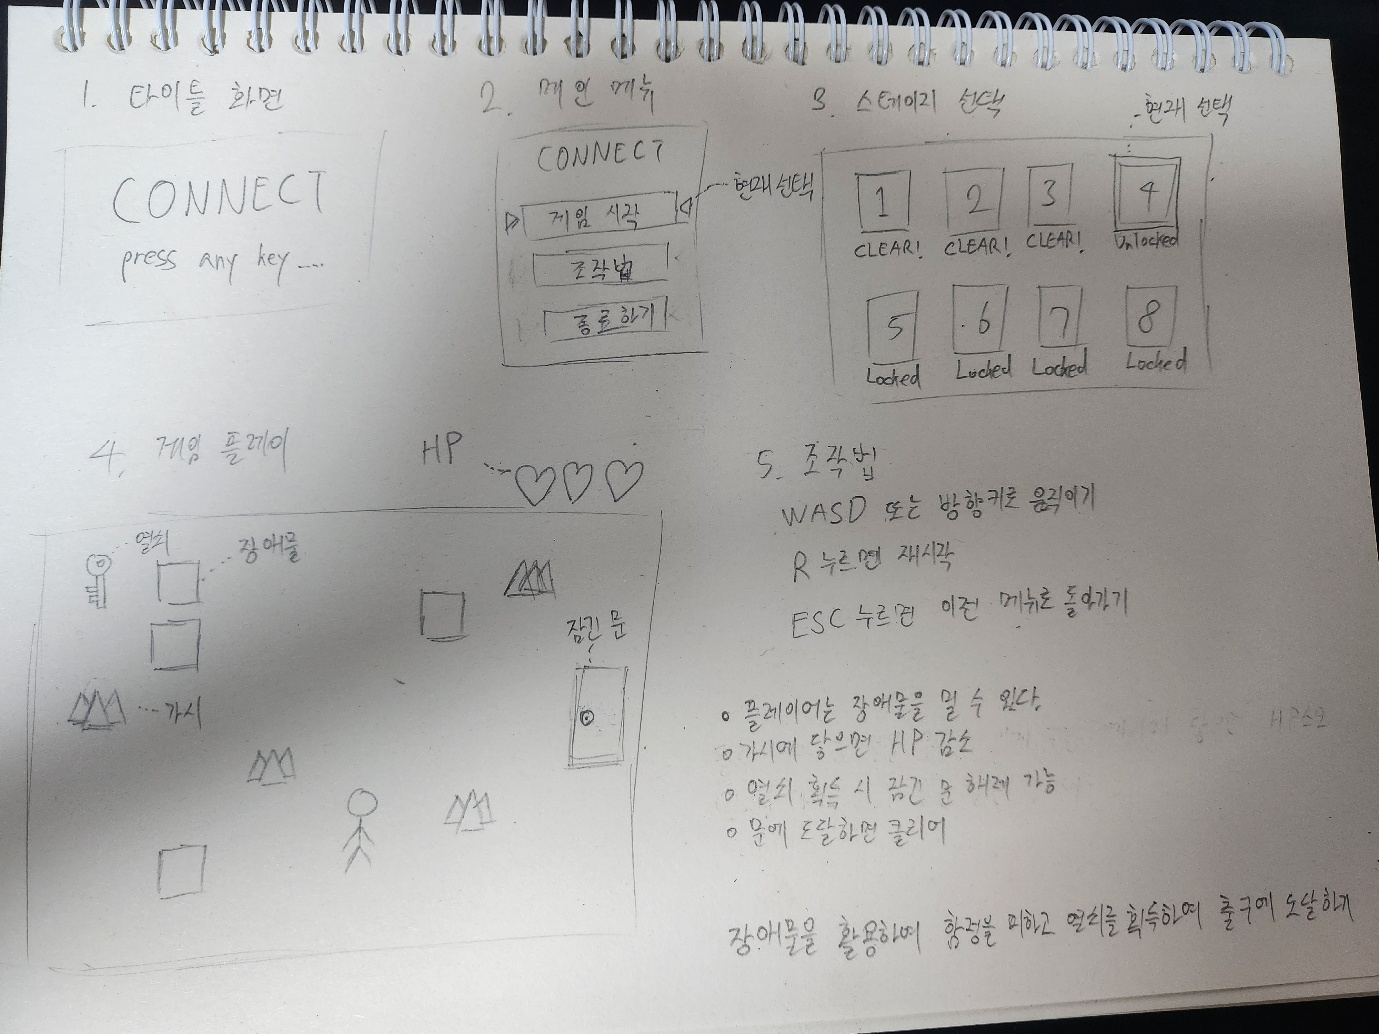 1. 타이틀 화면
CONNECT
press any key ....
2. 메인 메뉴
CONNECT
게임 시작
현재 선택
조작법
종료하기
3. 스테이지 선택
현재 선택
1 2 3 4
CLEAR! CLEAR! CLEAR! Unlocked
5 6 7 8
Locked Locked Locked Locked
4. 게임 플레이
HP
열쇠
장애물
잠긴 문
가시
5. 조작법
WASD 또는 방향키로 움직이기
R 누르면 재시작
ESC 누르면 이전 메뉴로 돌아가기
o 플레이어는 장애물을 밀 수 있다.
o 가시에 닿으면 HP 감소
o 열쇠 획득 시 잠긴 문 해제 가능
o 문에 도달하면 클리어
장애물을 활용하여 함정을 피하고 열쇠를 획득하여 출구에 도달하기